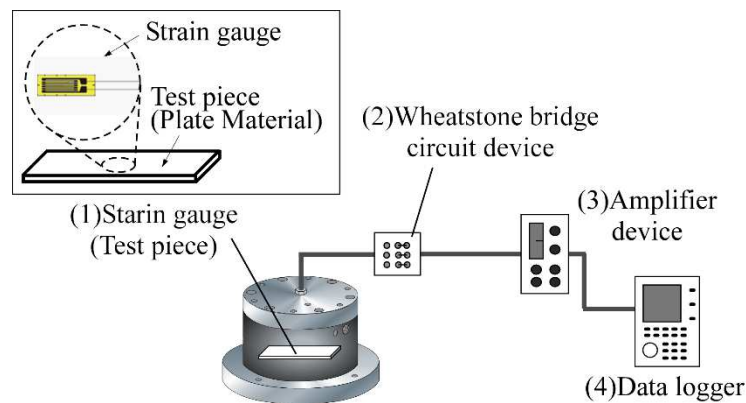 Strain gauge
Test piece
(Plate Material)
(1)Starin gauge
(Test piece)
(2)Wheatstone bridge
circuit device
(3)Amplifier
device
(4)Data logger